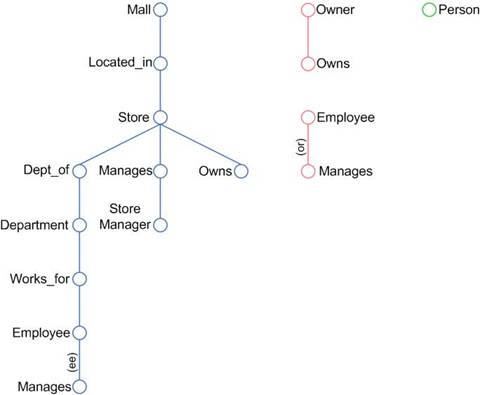 Mall
Owner
Person
Located_in
Owns
Store
Employee
(or)
Dept_of
Manages
Owns
Manages
Store
Manager
Department
Works_for
Employee
(ee)
Manages